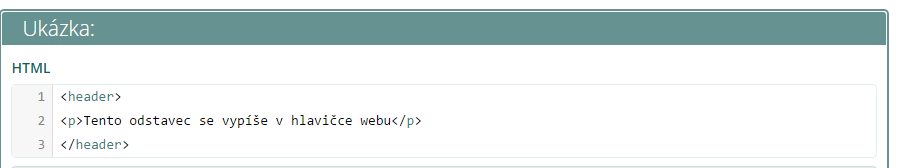 Ukázka:
HTML
1 <header>
2 <p>Tento odstavec se vypíše v hlavičce webu</p>
3 </header>